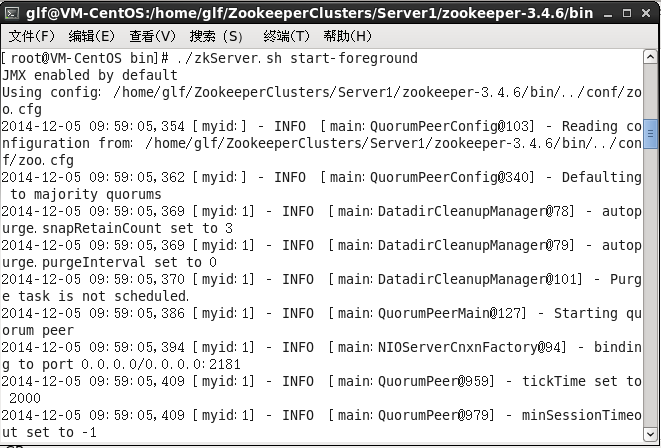 glf@VM-CentOS:/home/glf/ZookeeperClusters/Server1/zookeeper-3.4.6/bin
文件(F) 编辑(E) 查看(V) 搜索 (S) 终端(T) 帮助(H)
[root@VM-CentOS bin]# ./zkServer.sh start-foreground
JMX enabled by default
Using config: /home/glf/ZookeeperClusters/Server1/zookeeper-3.4.6/bin/../conf/zo
o.cfg
2014-12-05 09:59:05,354 [myid:] - INFO  [main:QuorumPeerConfig@103] - Reading co
nfiguration from: /home/glf/ZookeeperClusters/Server1/zookeeper-3.4.6/bin/../con
f/zoo.cfg
2014-12-05 09:59:05,362 [myid:] - INFO  [main:QuorumPeerConfig@340] - Defaulting
 to majority quorums
2014-12-05 09:59:05,369 [myid:1] - INFO  [main:DatadirCleanupManager@78] - autop
urge.snapRetainCount set to 3
2014-12-05 09:59:05,369 [myid:1] - INFO  [main:DatadirCleanupManager@79] - autop
urge.purgeInterval set to 0
2014-12-05 09:59:05,370 [myid:1] - INFO  [main:DatadirCleanupManager@101] - Purg
e task is not scheduled.
2014-12-05 09:59:05,386 [myid:1] - INFO  [main:QuorumPeerMain@127] - Starting qu
orum peer
2014-12-05 09:59:05,394 [myid:1] - INFO  [main:NIOServerCnxnFactory@94] - bindin
g to port 0.0.0.0/0.0.0.0:2181
2014-12-05 09:59:05,409 [myid:1] - INFO  [main:QuorumPeer@959] - tickTime set to
 2000
2014-12-05 09:59:05,409 [myid:1] - INFO  [main:QuorumPeer@979] - minSessionTimeo
ut set to -1